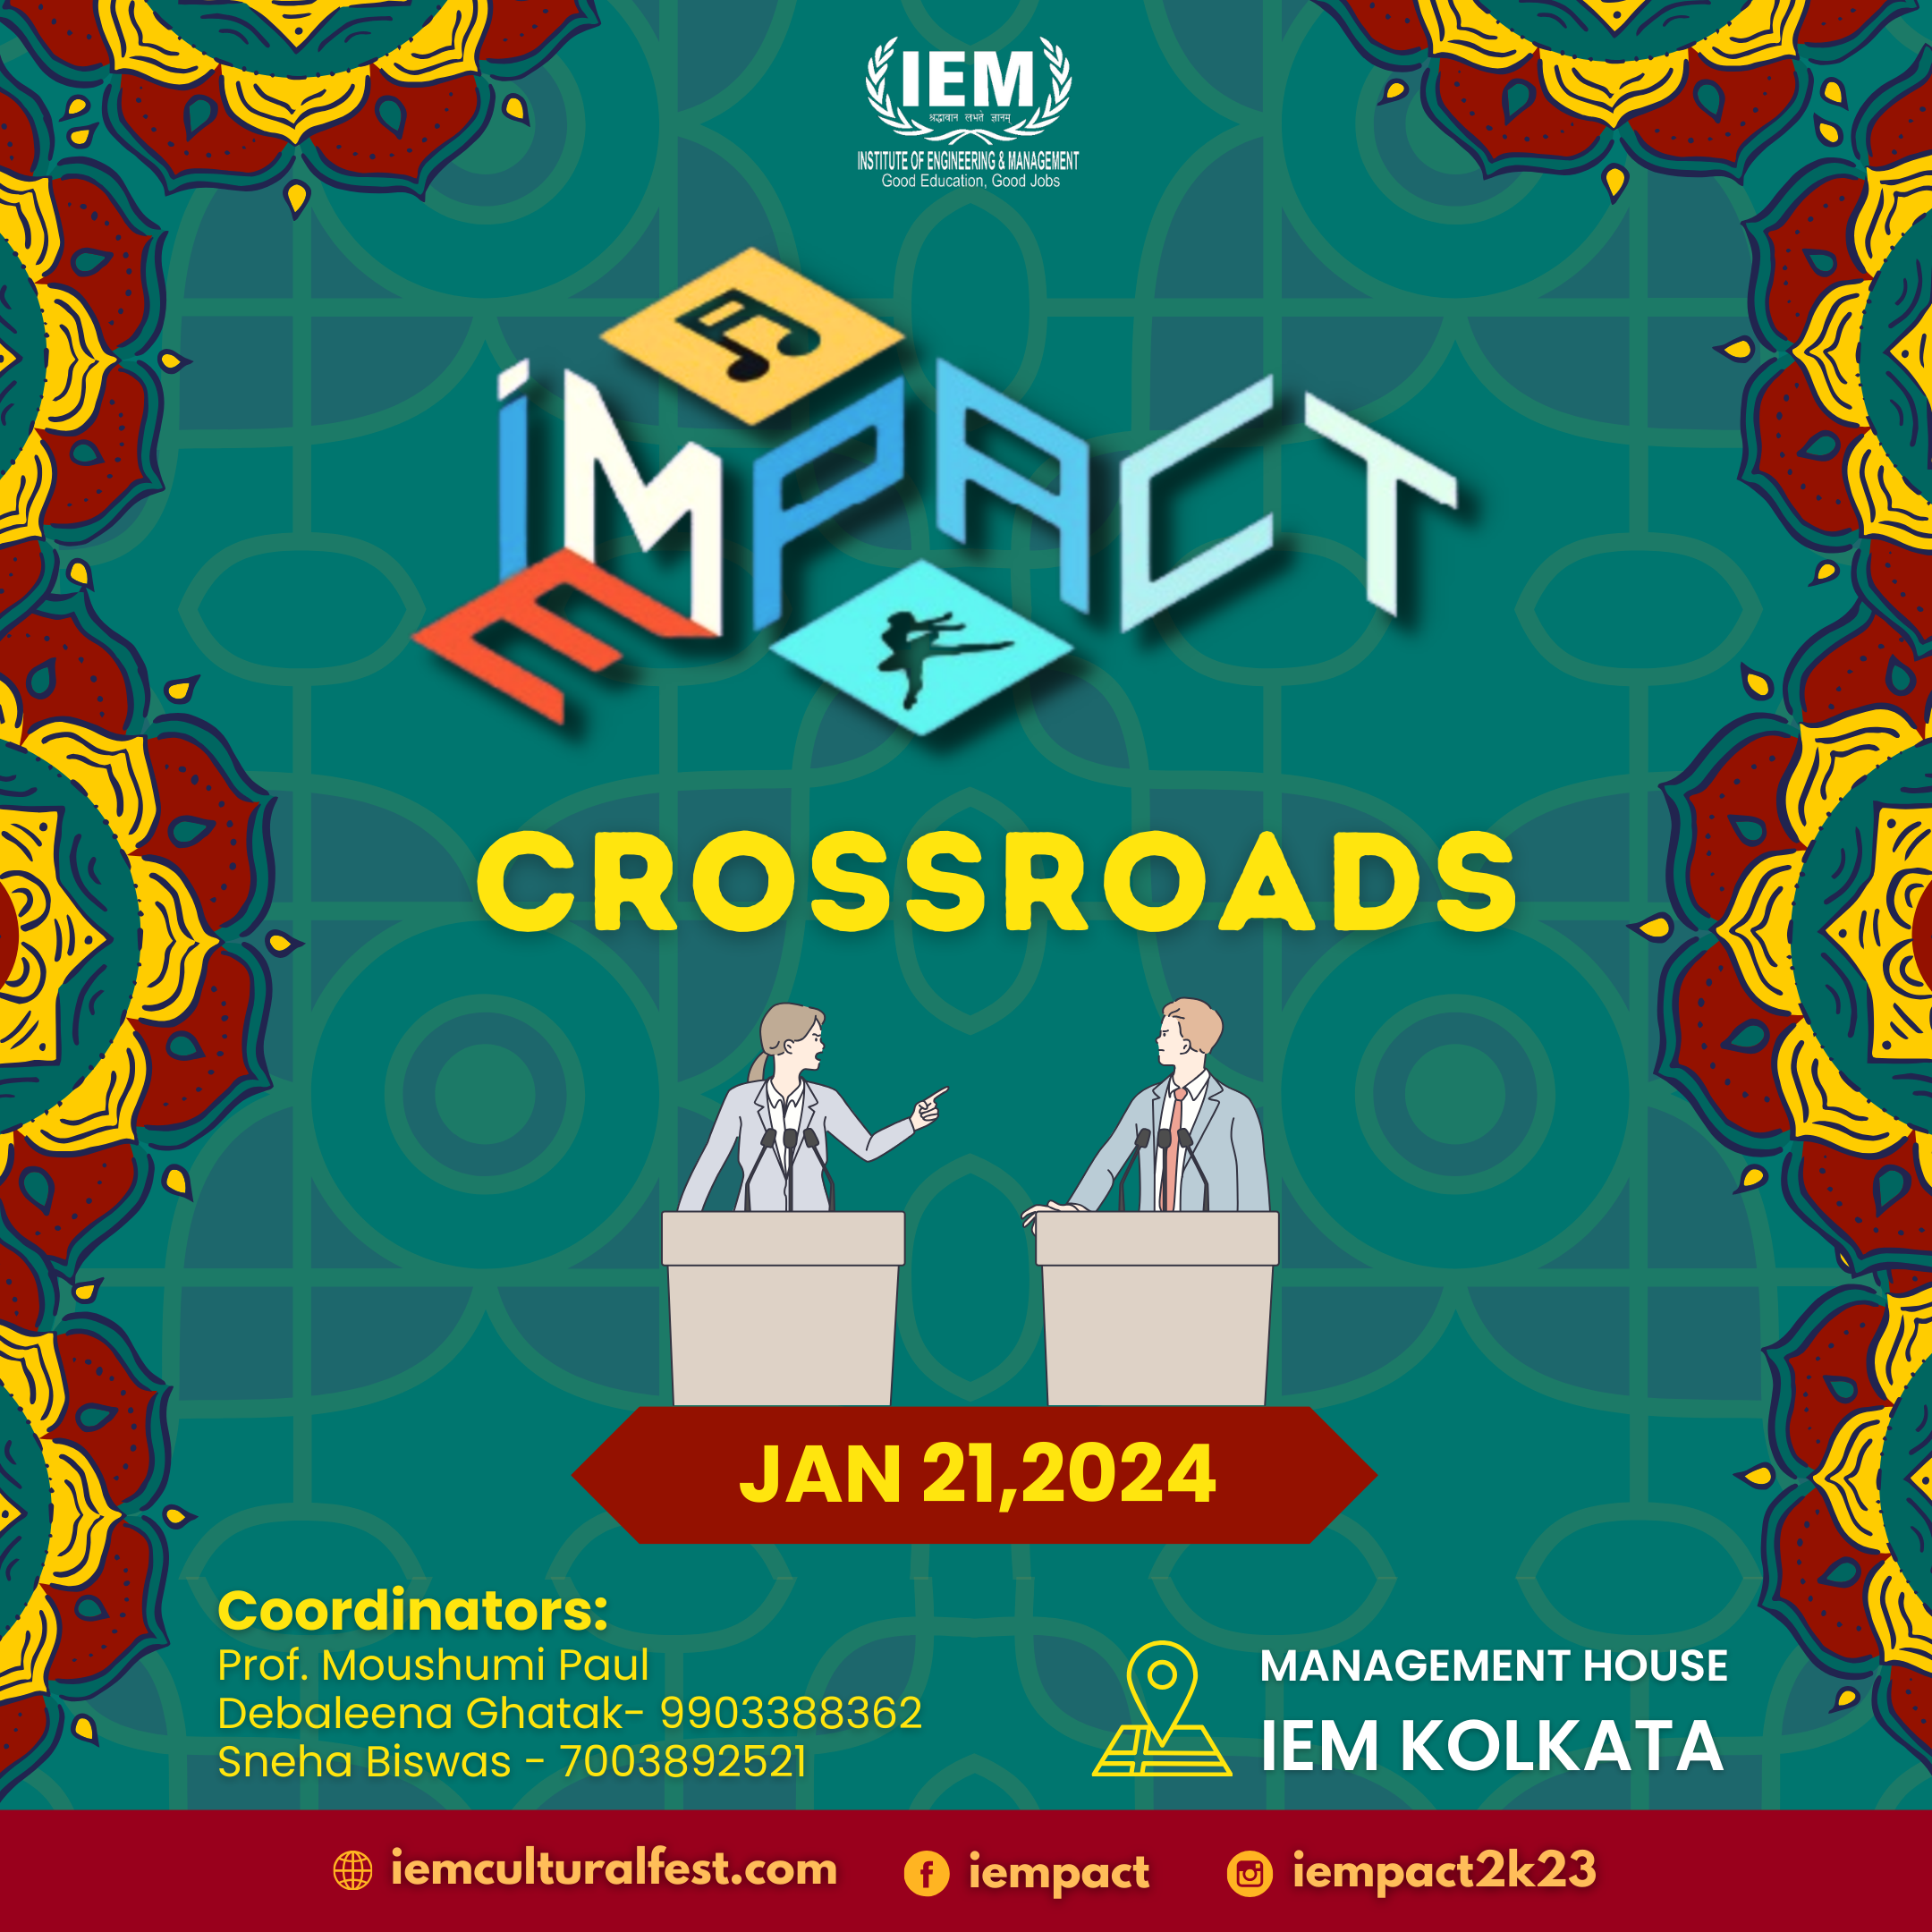 IEM
श्रद्धावान लभते ज्ञानम्
INSTITUTE OF ENGINEERING & MANAGEMENT
Good Education, Good Jobs
iEMPACT
CROSSROADS
JAN 21,2024
Coordinators:
Prof. Moushumi Paul
Debaleena Ghatak- 9903388362
Sneha Biswas - 7003892521
MANAGEMENT HOUSE
IEM KOLKATA
iemculturalfest.com
iempact
iempact2k23